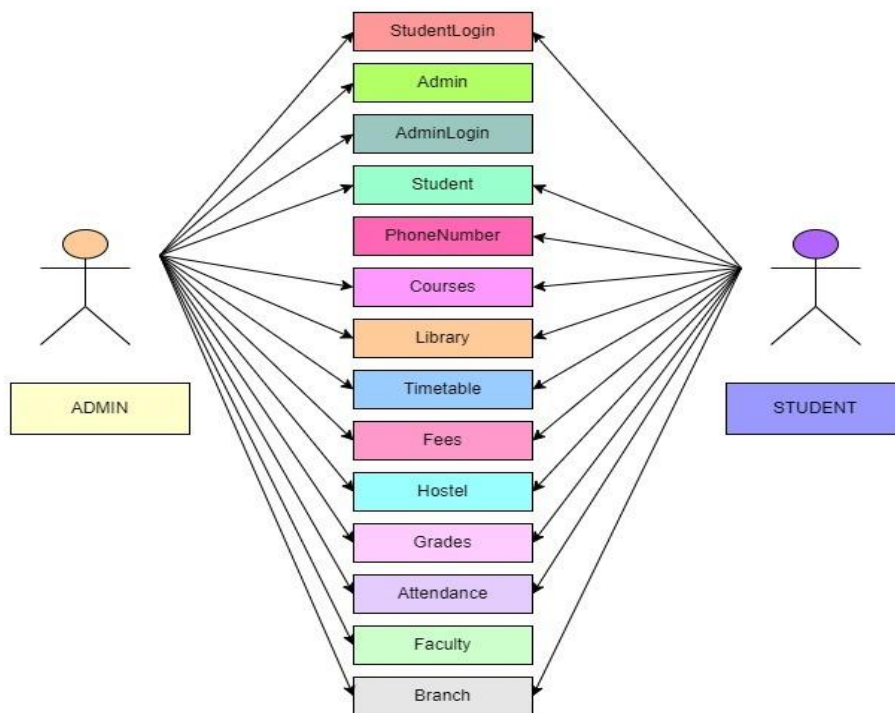 StudentLogin
Admin
AdminLogin
Student
PhoneNumber
Courses
Library
Timetable
ADMIN
STUDENT
Fees
Hostel
Grades
Attendance
Faculty
Branch